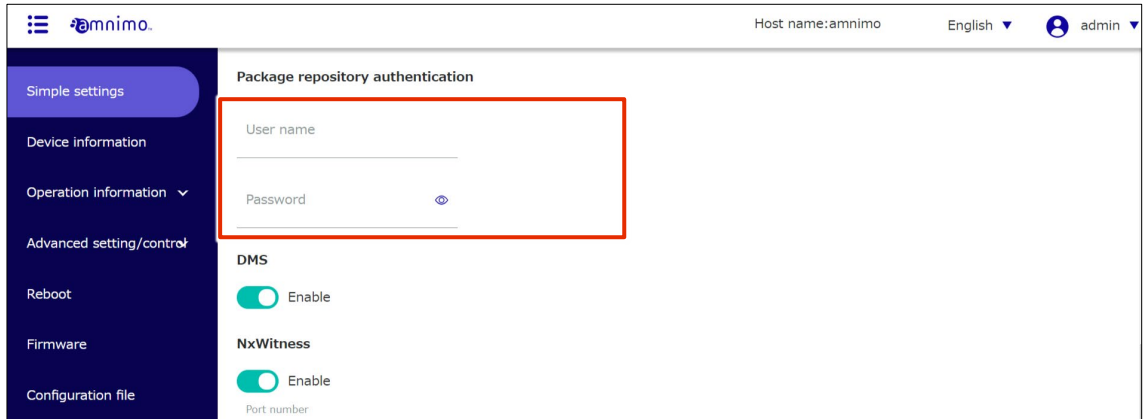 amnimo
Host name:amnimo
English
admin
Simple settings
Device information
Operation information
Advanced setting/control
Reboot
Firmware
Configuration file
Package repository authentication
User name
Password
DMS
Enable
NxWitness
Enable
Port number